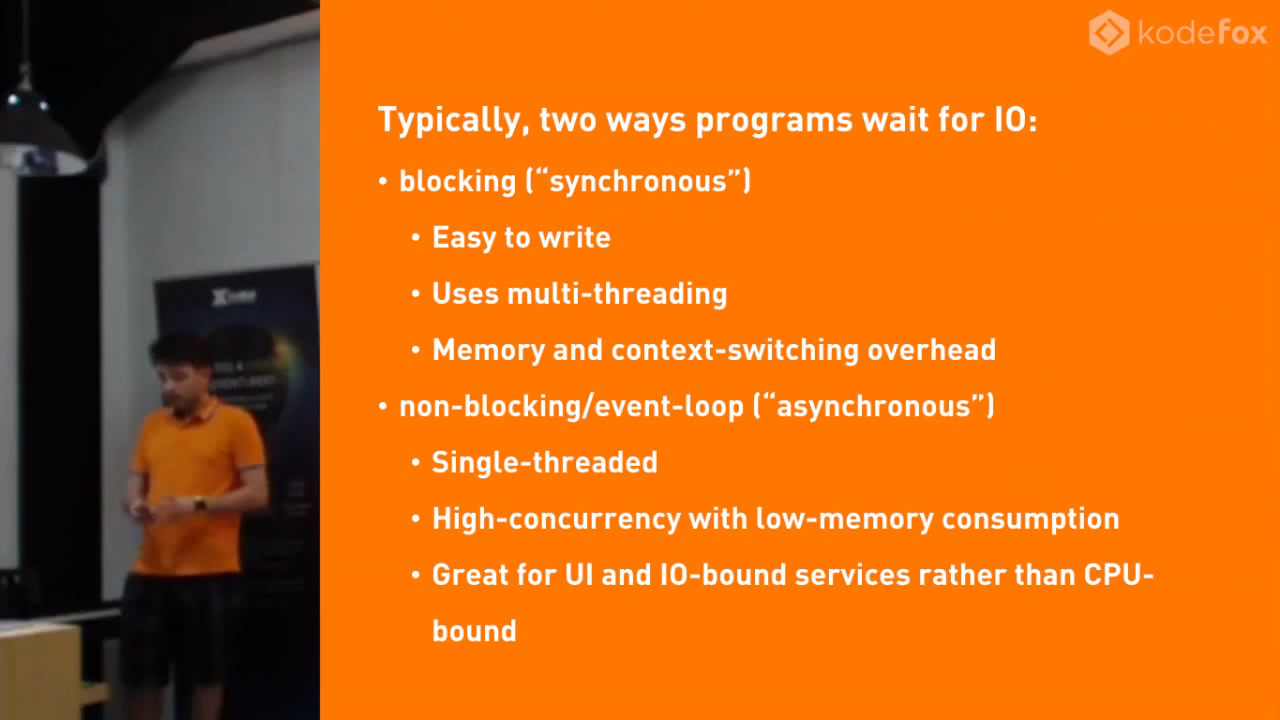 kodefox
Typically, two ways programs wait for IO:
• blocking (“synchronous”)
• Easy to write
• Uses multi-threading
• Memory and context-switching overhead
• non-blocking/event-loop (“asynchronous”)
• Single-threaded
• High-concurrency with low-memory consumption
• Great for UI and IO-bound services rather than CPU-
bound